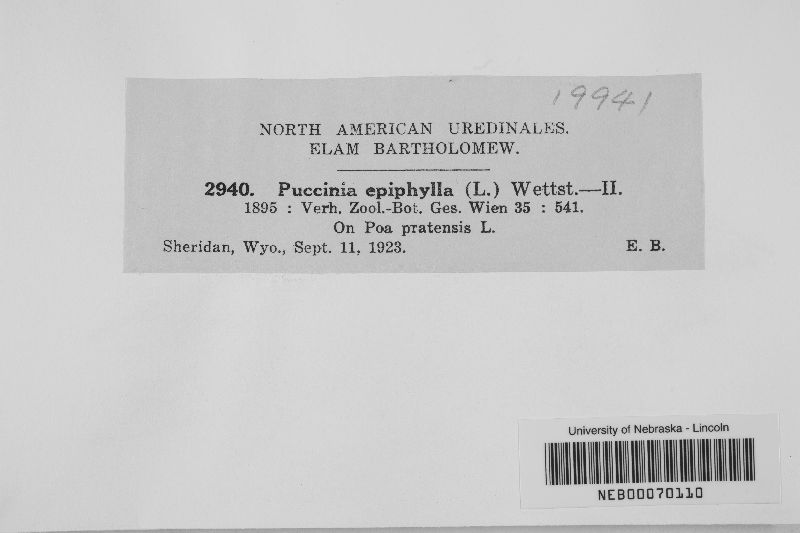 19941
NORTH AMERICAN UREDINALES.
ELAM BARTHOLOMEW.
2940. Puccinia epiphylla (L.) Wettst.—II.
1895 : Verh. Zool.-Bot. Ges. Wien 35 : 541.
On Poa pratensis L.
Sheridan, Wyo., Sept. 11, 1923. E. B.
University of Nebraska - Lincoln
NEB00070110